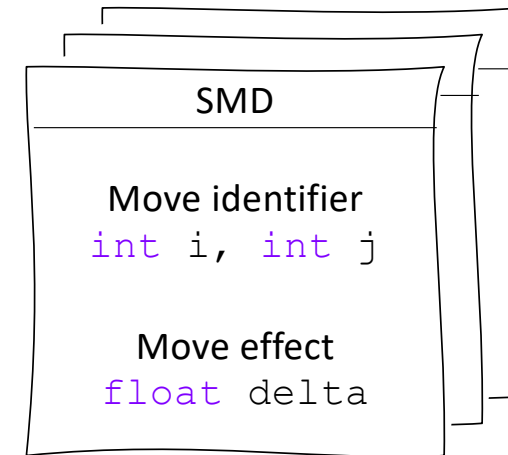 SMD
Move identifier
int i, int j
Move effect
float delta